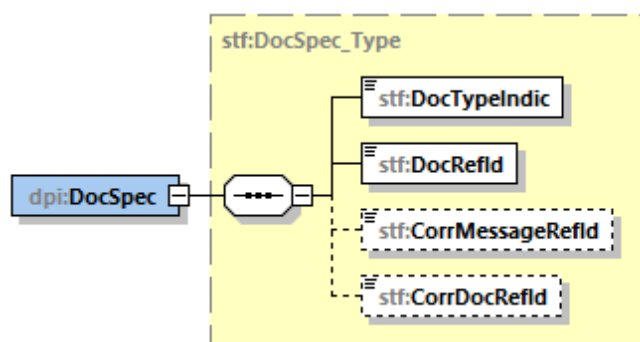 stf:DocSpec_Type
stf:DocTypeIndic
stf:DocRefId
dpi:DocSpec
stf:CorrMessageRefId
stf:CorrDocRefId